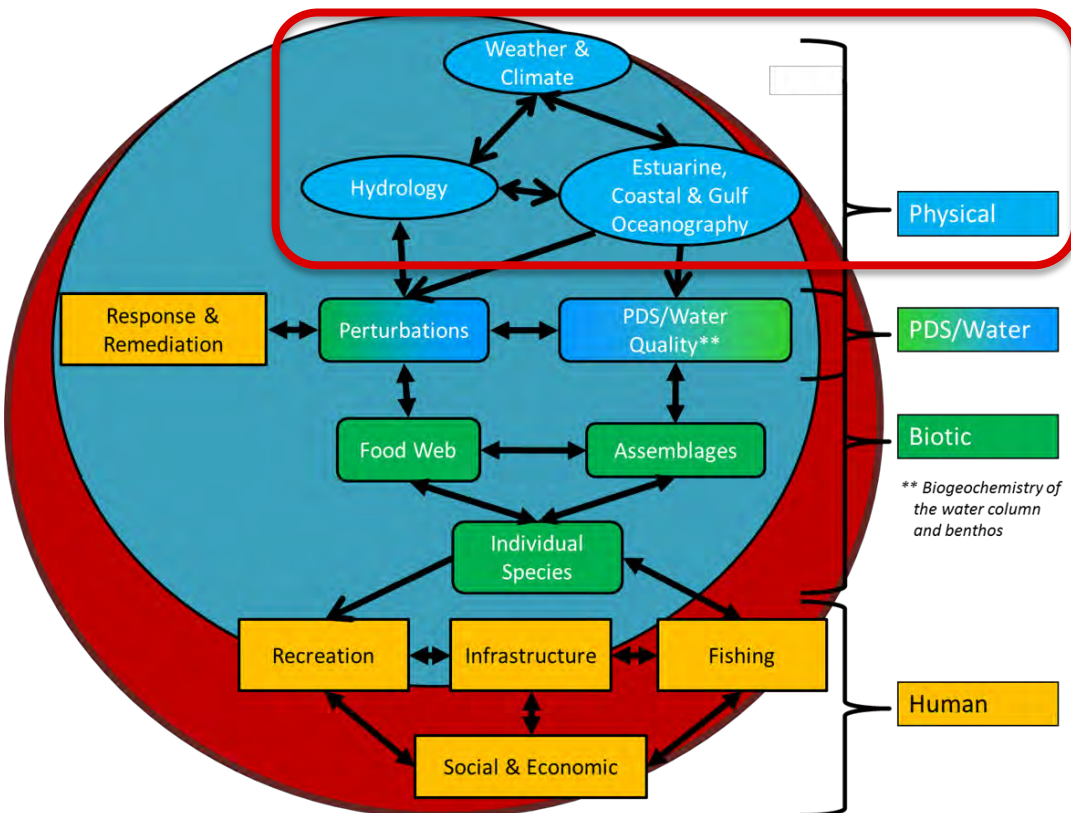 Weather &
Climate
Hydrology
Estuarine,
Coastal & Gulf
Oceanography
Physical
Response &
Remediation
Perturbations
PDS/Water
Quality**
PDS/Water
Food Web
Assemblages
Biotic
** Biogeochemistry of
the water column
and benthos
Individual
Species
Recreation
Infrastructure
Fishing
Human
Social & Economic